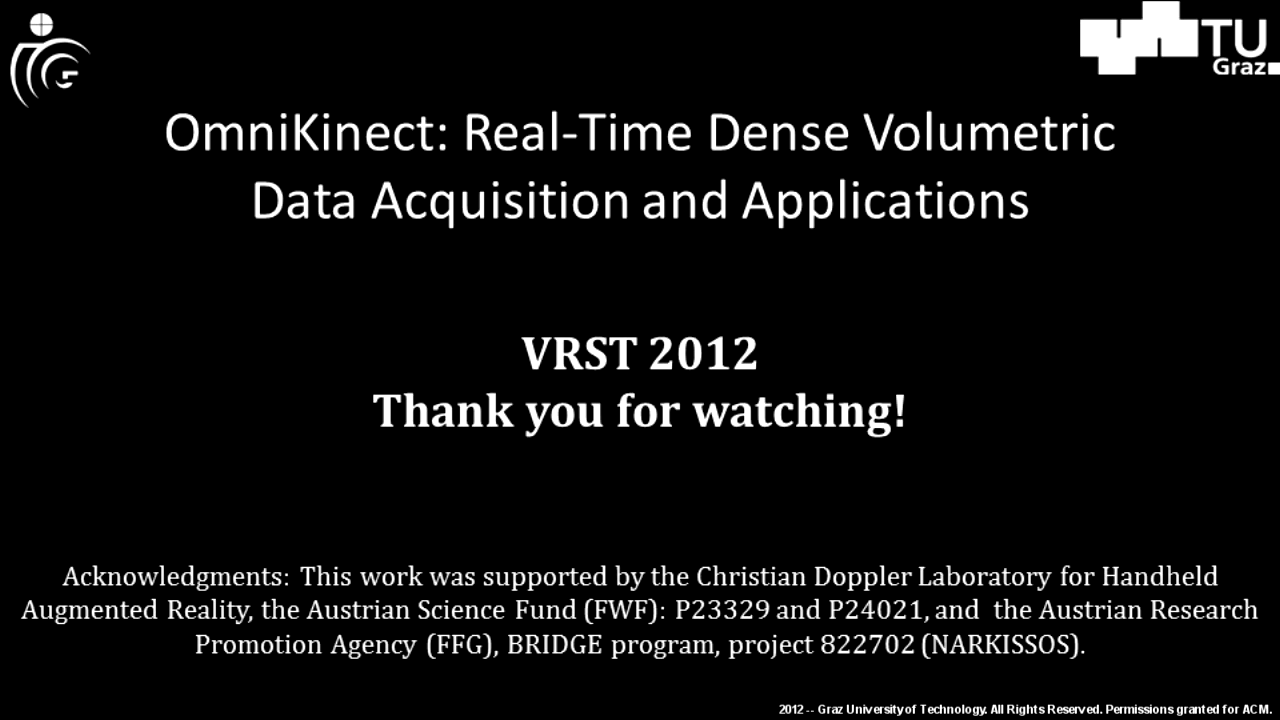 TU
Graz
OmniKinect: Real-Time Dense Volumetric
Data Acquisition and Applications
VRST 2012
Thank you for watching!
Acknowledgments: This work was supported by the Christian Doppler Laboratory for Handheld
Augmented Reality, the Austrian Science Fund (FWF): P23329 and P24021, and the Austrian Research
Promotion Agency (FFG), BRIDGE program, project 822702 (NARKISSOS).
2012 -- Graz University of Technology. All Rights Reserved. Permissions granted for ACM.